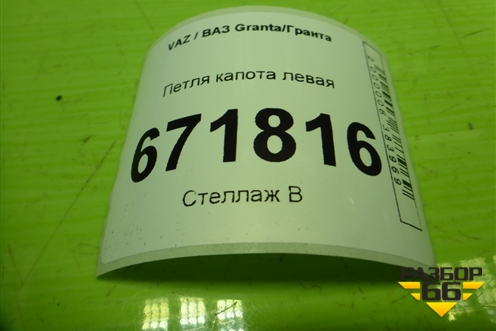 VAZ / ВАЗ Granta/Гранта
Петля капота левая
671816
Стеллаж В
РАЗБОР
66